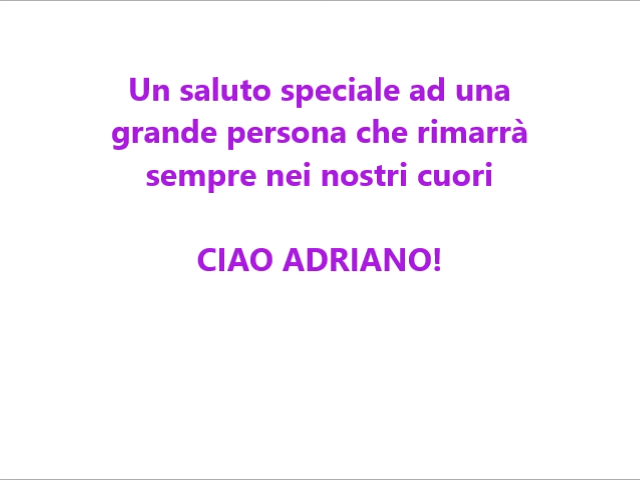 Un saluto speciale ad una
grande persona che rimarrà
sempre nei nostri cuori
CIAO ADRIANO!